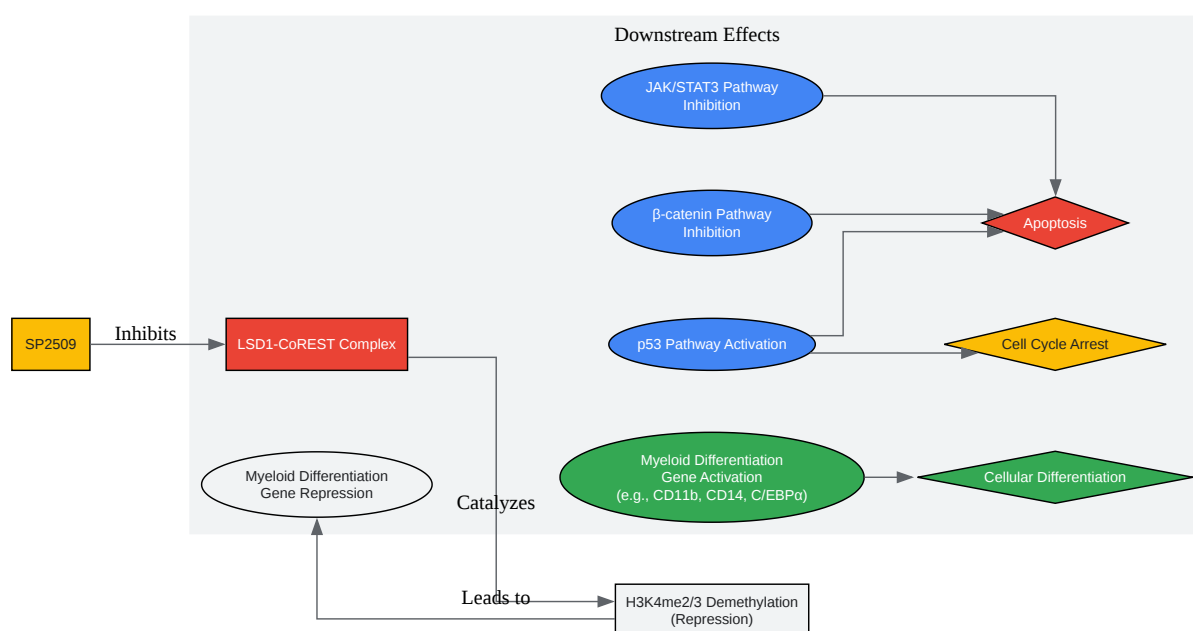 Downstream Effects
JAK/STAT3 Pathway
Inhibition
β-catenin Pathway
Inhibition
Apoptosis
SP2509
Inhibits
LSD1-CoREST Complex
p53 Pathway Activation
Cell Cycle Arrest
Myeloid Differentiation
Gene Repression
Catalyzes
Myeloid Differentiation
Gene Activation
(e.g., CD11b, CD14, C/EBPα)
Cellular Differentiation
Leads to
H3K4me2/3 Demethylation
(Repression)